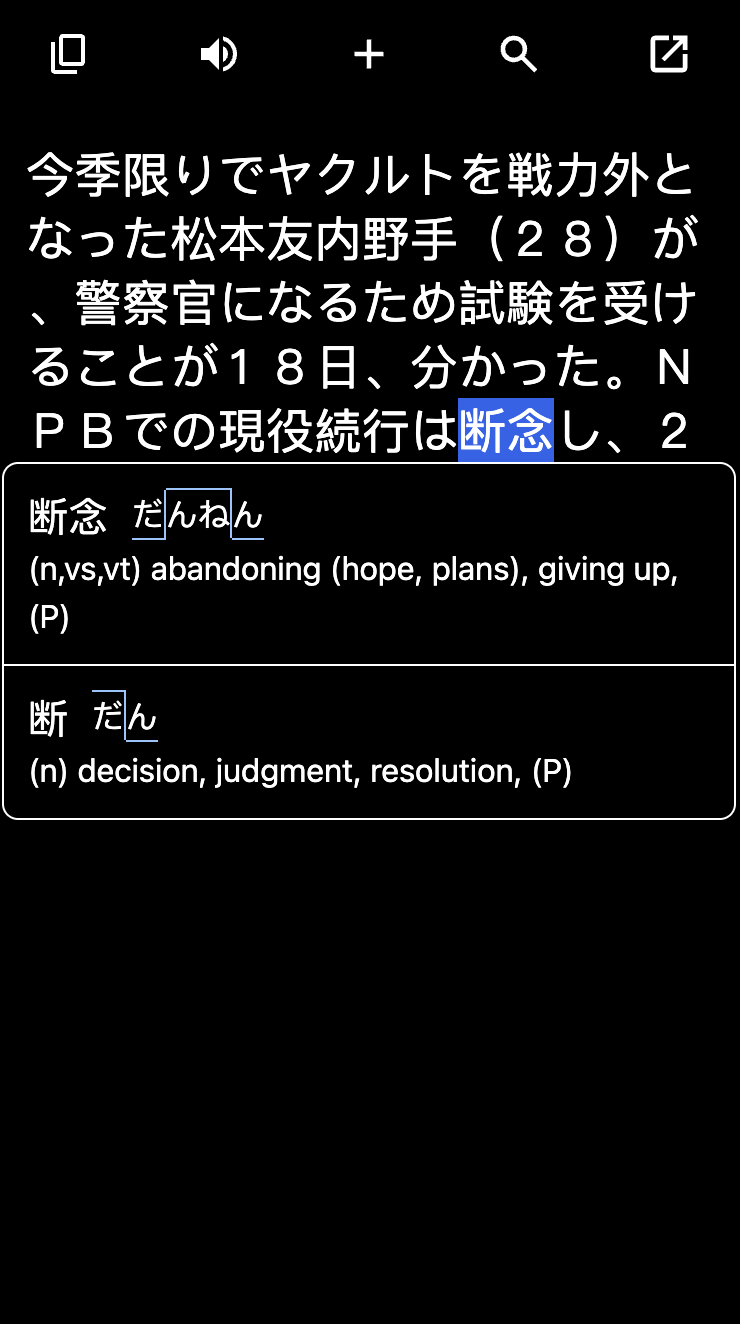 今季限りでヤクルトを戦力外と
なった松本友内野手（２８）が
、警察官になるため試験を受け
ることが１８日、分かった。Ｎ
ＰＢでの現役続行は断念し、２
断念 だんねん
(n,vs,vt) abandoning (hope, plans), giving up,
(P)
断 だん
(n) decision, judgment, resolution, (P)